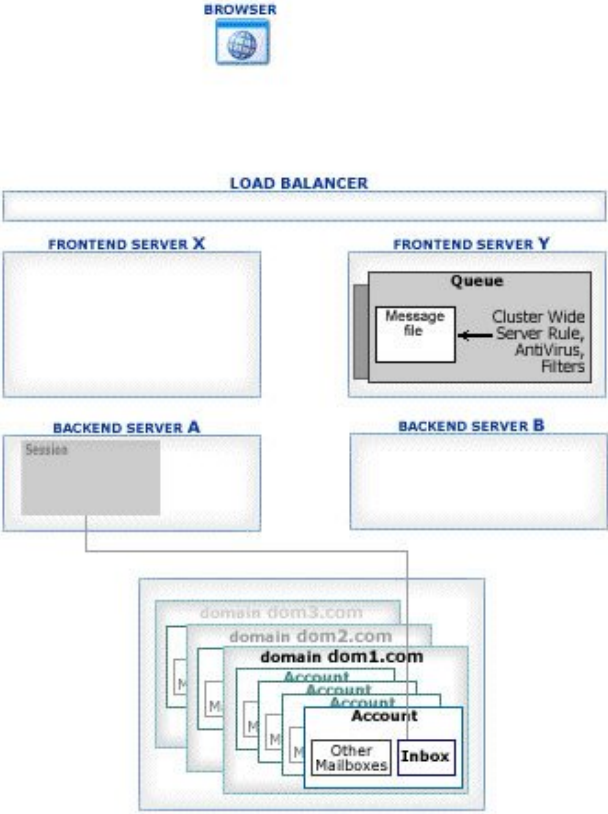 BROWSER
LOAD BALANCER
FRONTEND SERVER X
FRONTEND SERVER Y
Queue
Message
file
Cluster Wide
Server Rule,
AntiVirus,
Filters
BACKEND SERVER A
BACKEND SERVER B
Session
domain dom3.com
domain dom2.com
domain dom1.com
Account
Account
Account
Account
M
M
M
M
M
Other
Mailboxes
Inbox